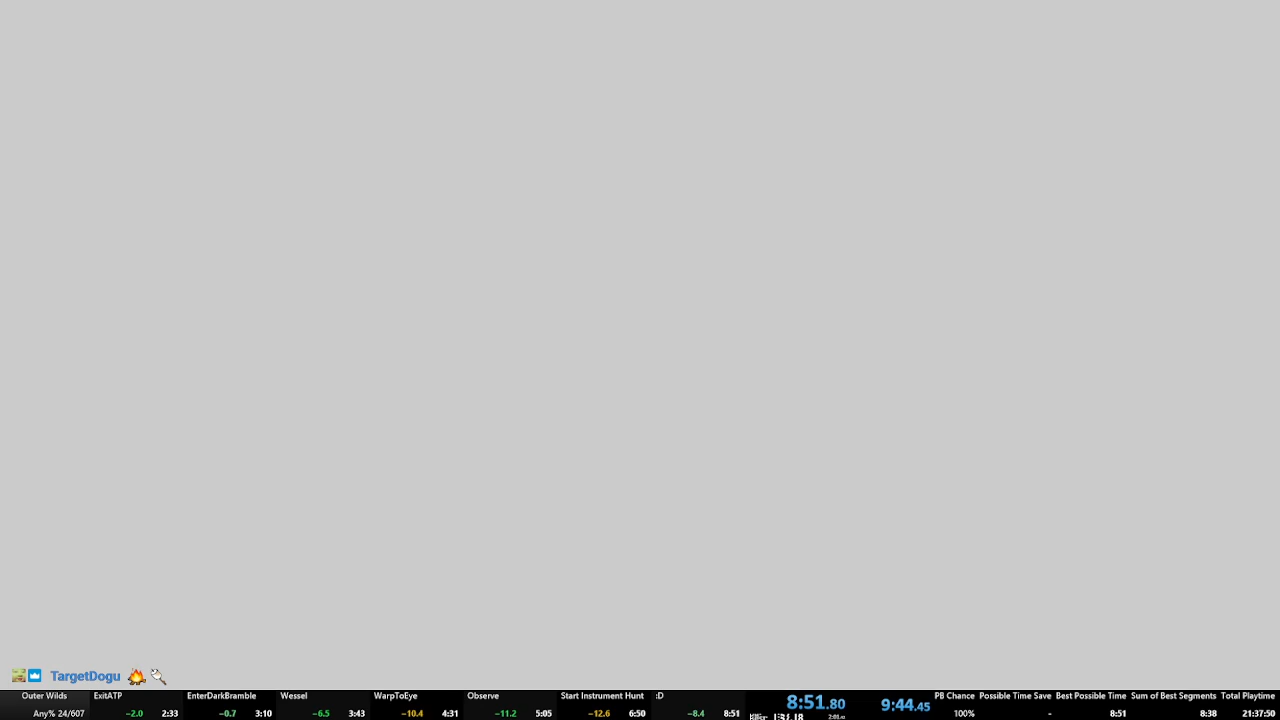 TargetDogu
Outer Wilds ExitATP EnterDarkBramble Wessel WarpToEye Observe Start Instrument Hunt :D 8:51.80 9:44.45 PB Chance Possible Time Save Best Possible Time Sum of Best Segments Total Playtime
Any% 24/607 −2.0 2:33 −0.7 3:10 −6.5 3:43 −10.4 4:31 −11.2 5:05 −12.6 6:50 −8.4 8:51 100% - 8:51 8:38 21:37:50